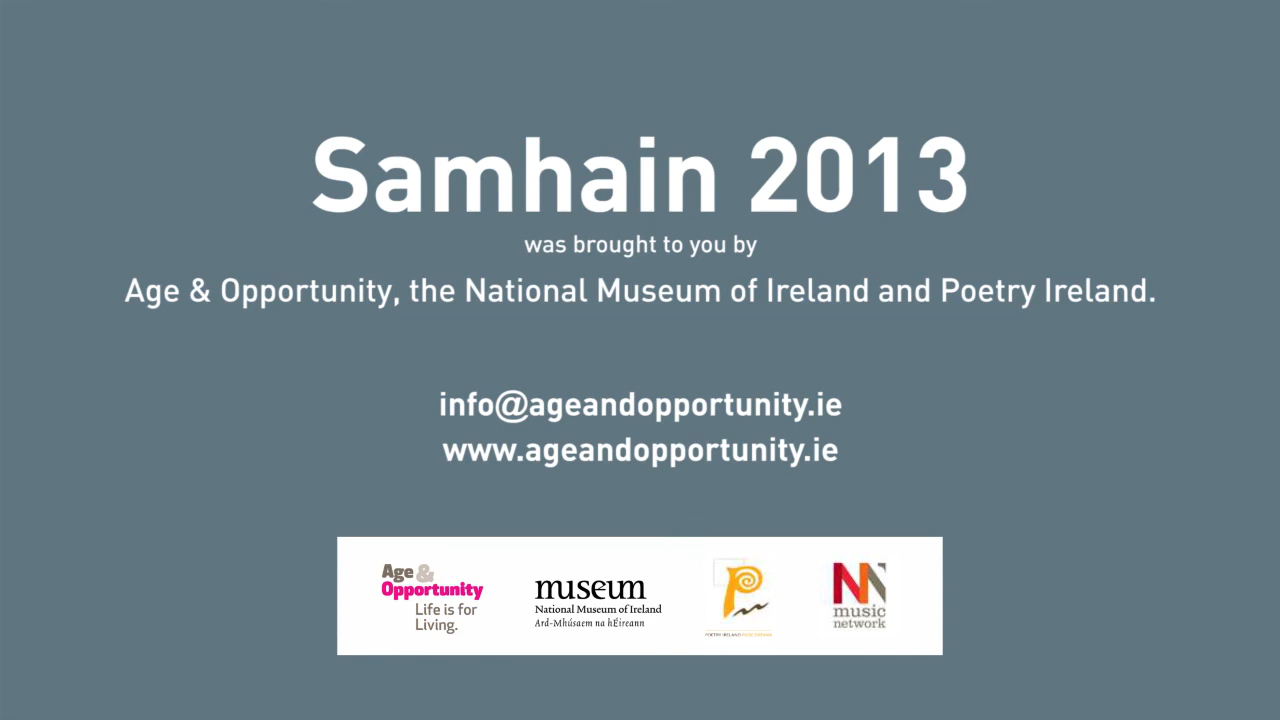 Samhain 2013
was brought to you by
Age & Opportunity, the National Museum of Ireland and Poetry Ireland.
info@ageandopportunity.ie
www.ageandopportunity.ie
Age &
Opportunity
Life is for
Living.
museum
National Museum of Ireland
Ard-Mhúsaem na hÉireann
POETRY IRELAND
music
network